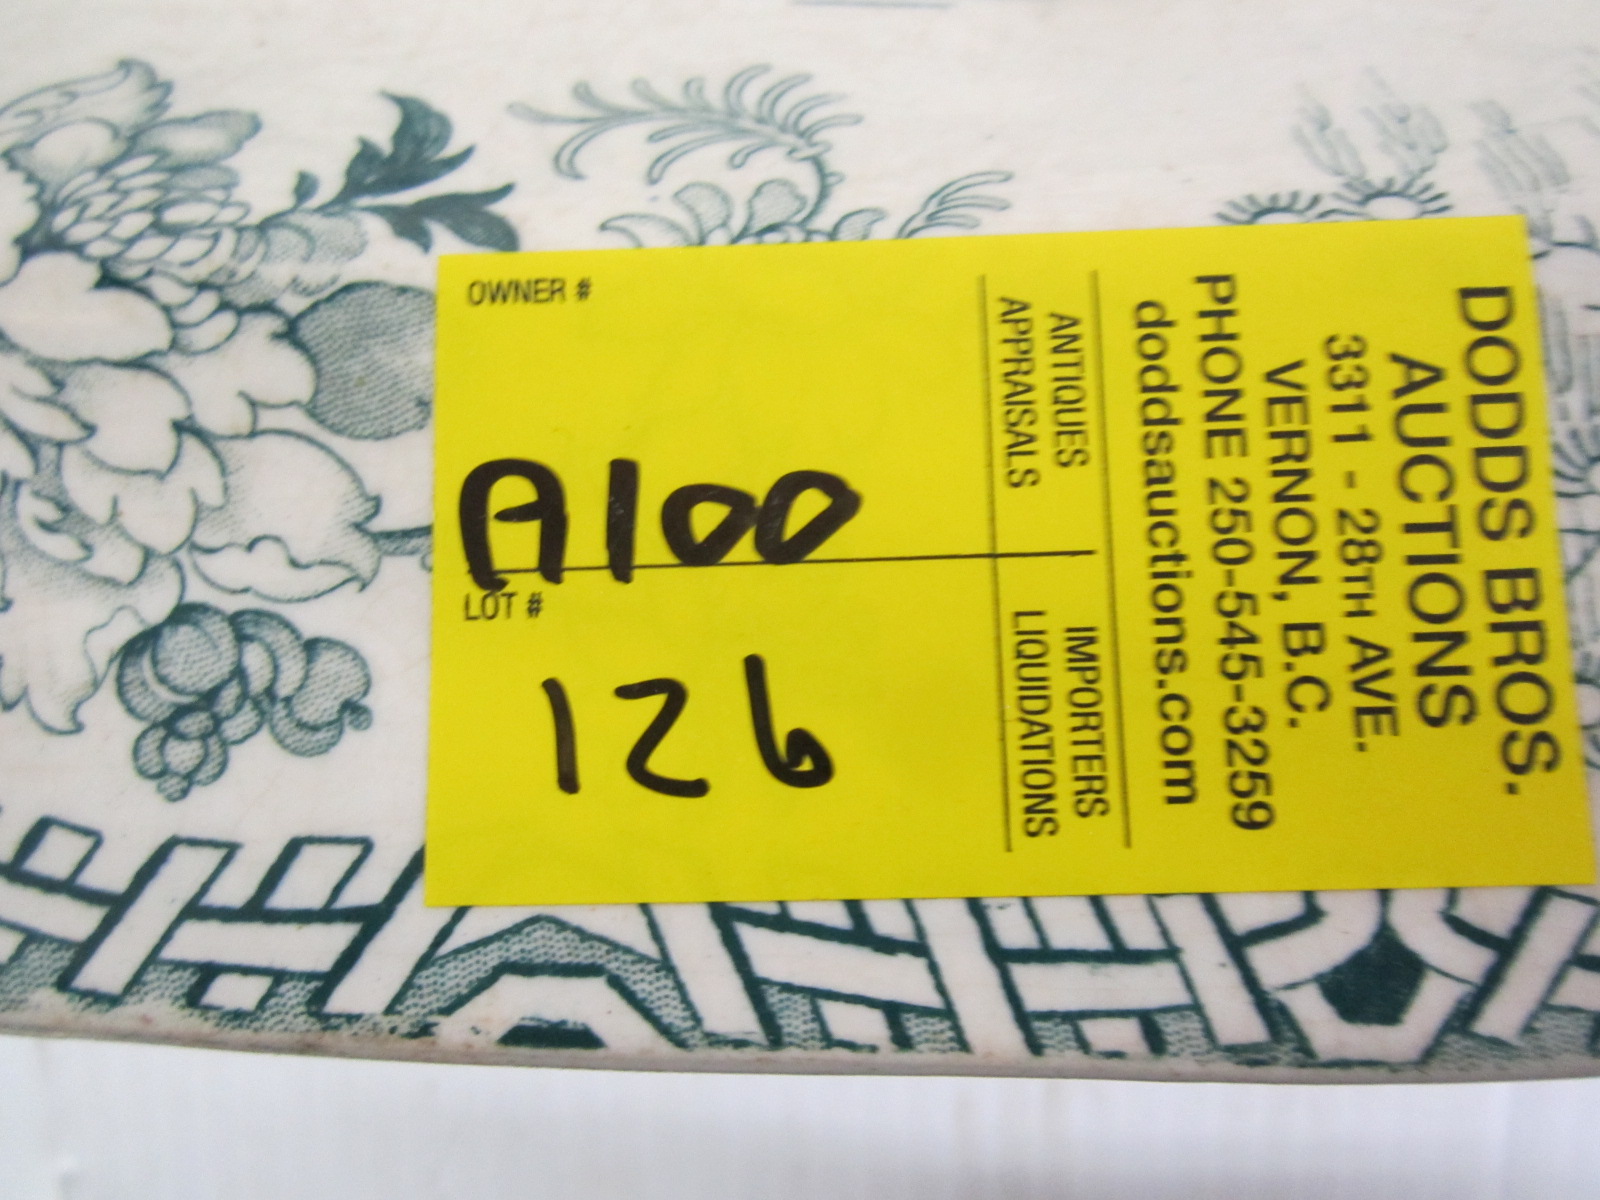 DODDS BROS.
AUCTIONS
3311 - 28TH AVE.
VERNON, B.C.
PHONE 250-545-3259
doddsauctions.com
ANTIQUES IMPORTERS
APPRAISALS LIQUIDATIONS
OWNER #
A100
LOT #
126